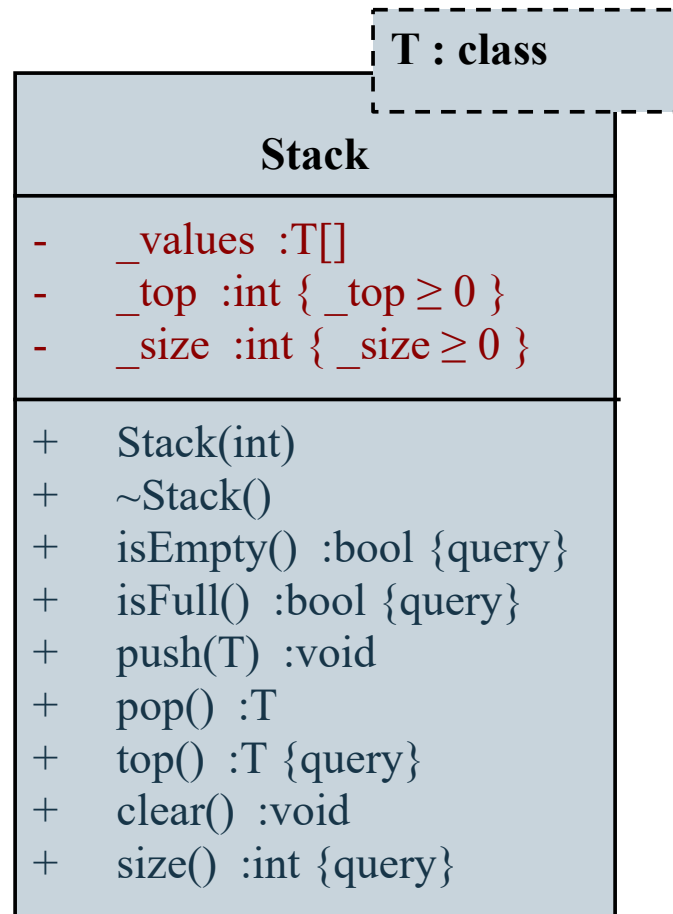 T : class
Stack
- _values :T[]
- _top :int { _top ≥ 0 }
- _size :int { _size ≥ 0 }
+ Stack(int)
+ ~Stack()
+ isEmpty() :bool {query}
+ isFull() :bool {query}
+ push(T) :void
+ pop() :T
+ top() :T {query}
+ clear() :void
+ size() :int {query}